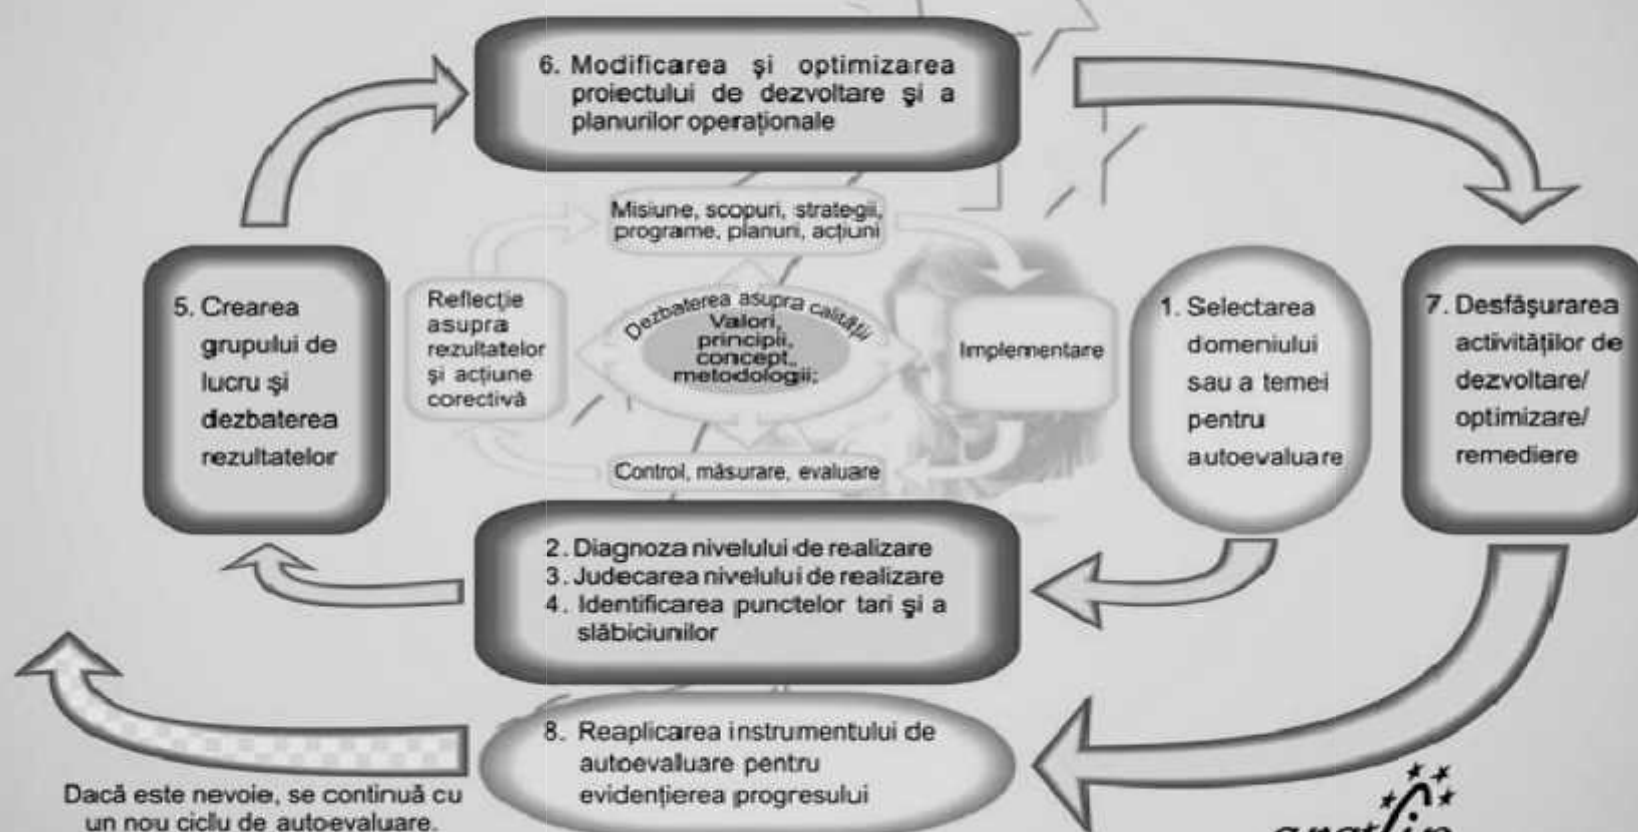 6. Modificarea și optimizarea
proiectului de dezvoltare și a
planurilor operaționale
Misiune, scopuri, strategii,
programe, planuri, acțiuni
5. Crearea
grupului de
lucru și
dezbaterea
rezultatelor
Reflecție
asupra
rezultatelor
și acțiune
corectivă
Dezbaterea asupra calității
Valori,
principii,
concept,
metodologii;
Implementare
1. Selectarea
domeniului
sau a temei
pentru
autoevaluare
7. Desfășurarea
activităților de
dezvoltare/
optimizare/
remediere
Control, măsurare, evaluare
2. Diagnoza nivelului de realizare
3. Judecarea nivelului de realizare
4. Identificarea punctelor tari și a
slăbiciunilor
8. Reaplicarea instrumentului de
autoevaluare pentru
evidențierea progresului
Dacă este nevoie, se continuă cu
un nou ciclu de autoevaluare.